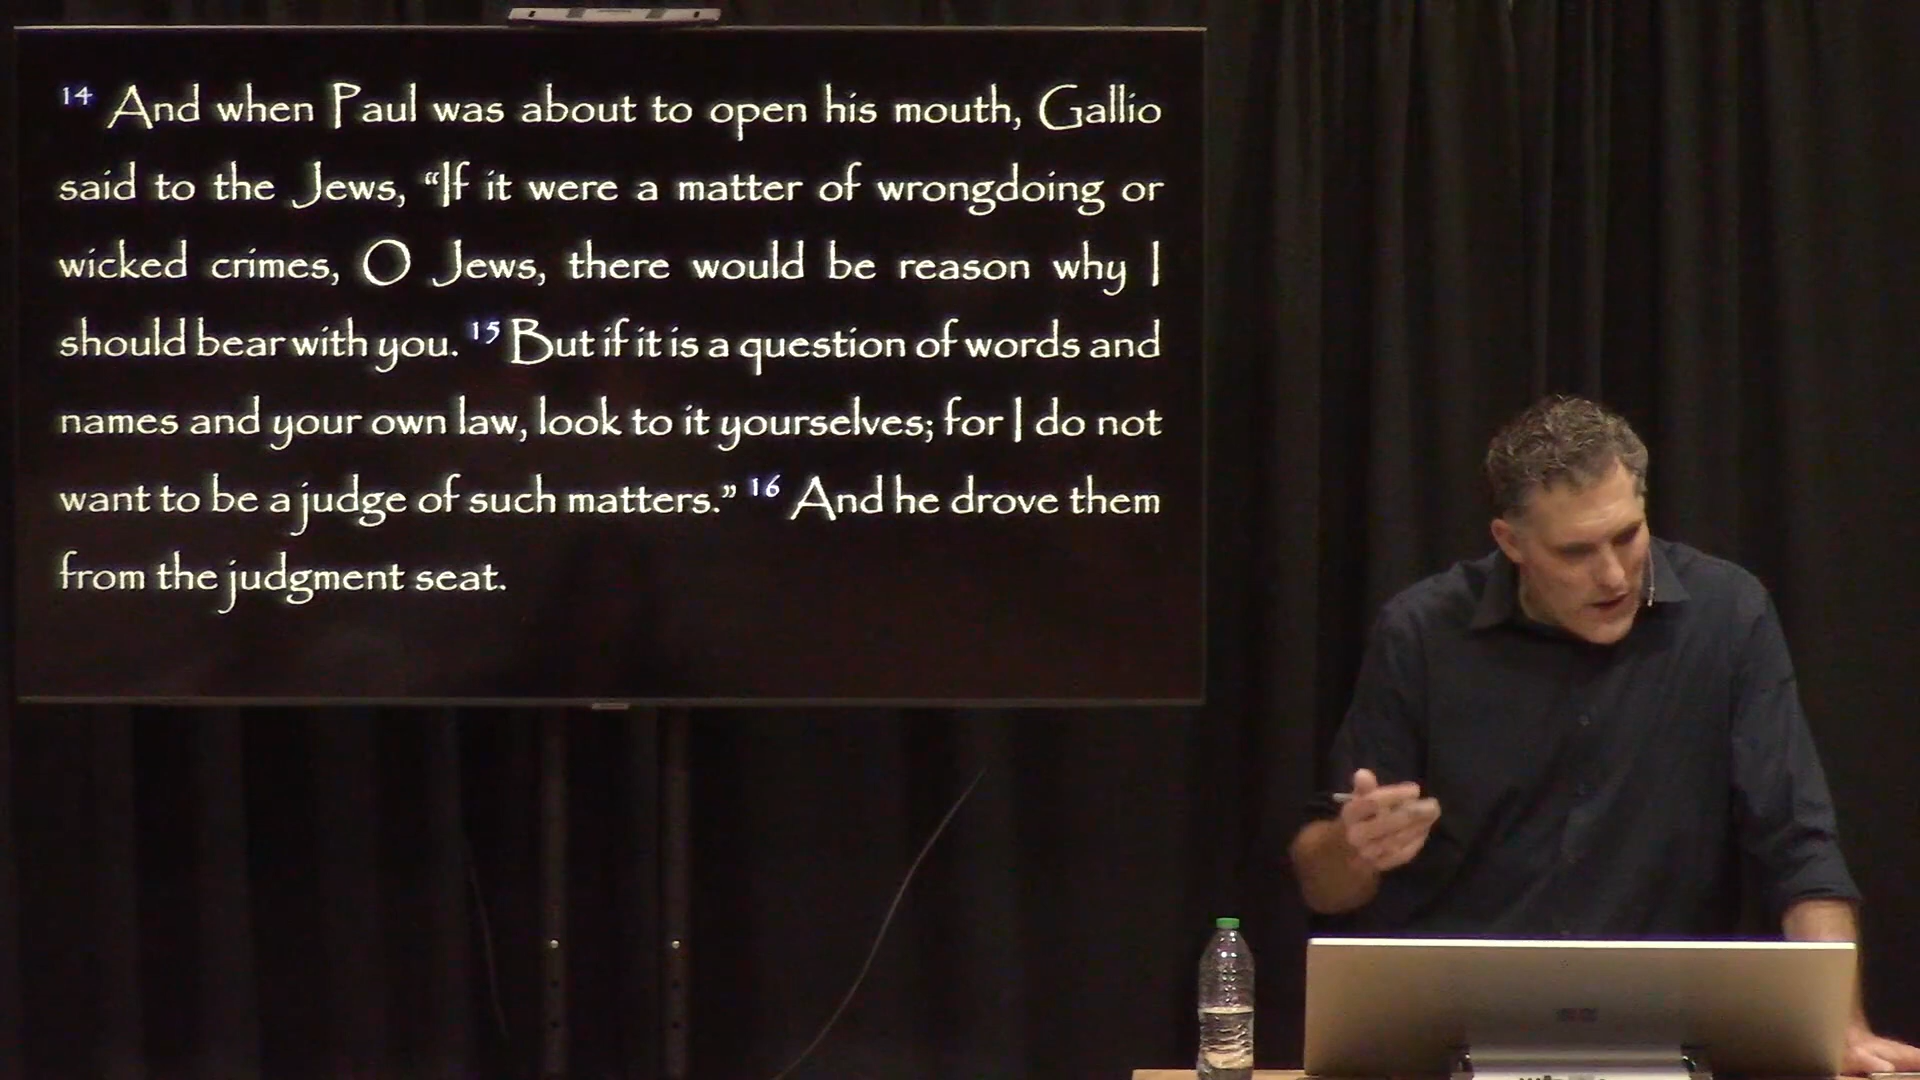 14 And when Paul was about to open his mouth, Gallio
said to the Jews, “If it were a matter of wrongdoing or
wicked crimes, O Jews, there would be reason why I
should bear with you. 15 But if it is a question of words and
names and your own law, look to it yourselves; for I do not
want to be a judge of such matters.” 16 And he drove them
from the judgment seat.